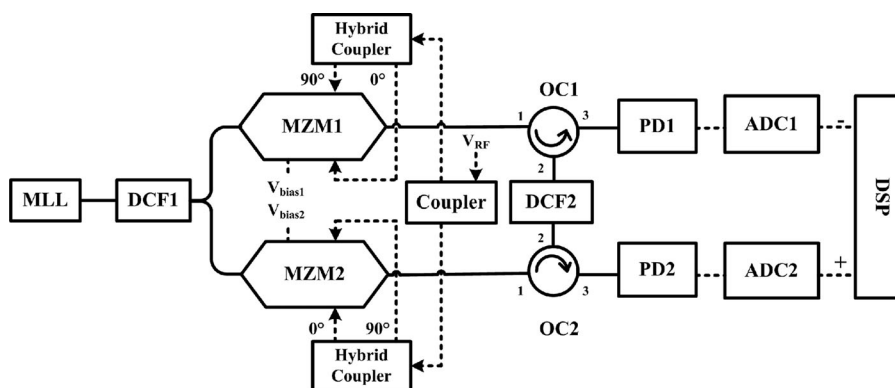 Hybrid
Coupler
90° 0°
OC1
MZM1
1
3
PD1
ADC1
-
V_RF
2
V_bias1
MLL
DCF1
Coupler
DCF2
DSP
V_bias2
2
MZM2
PD2
ADC2
+
1
3
0° 90°
OC2
Hybrid
Coupler